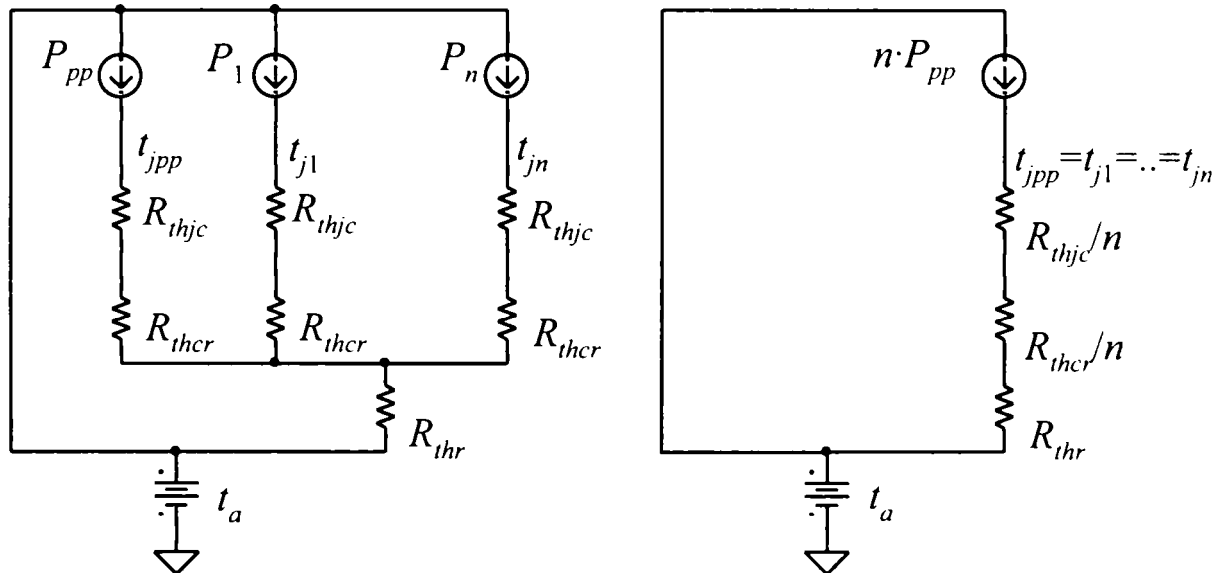 P_pp P_1 P_n n·P_pp
t_jpp t_j1 t_jn t_jpp=t_j1=..=t_jn
R_thjc R_thjc R_thjc R_thjc/n
R_thcr R_thcr R_thcr R_thcr/n
R_thr R_thr
t_a t_a